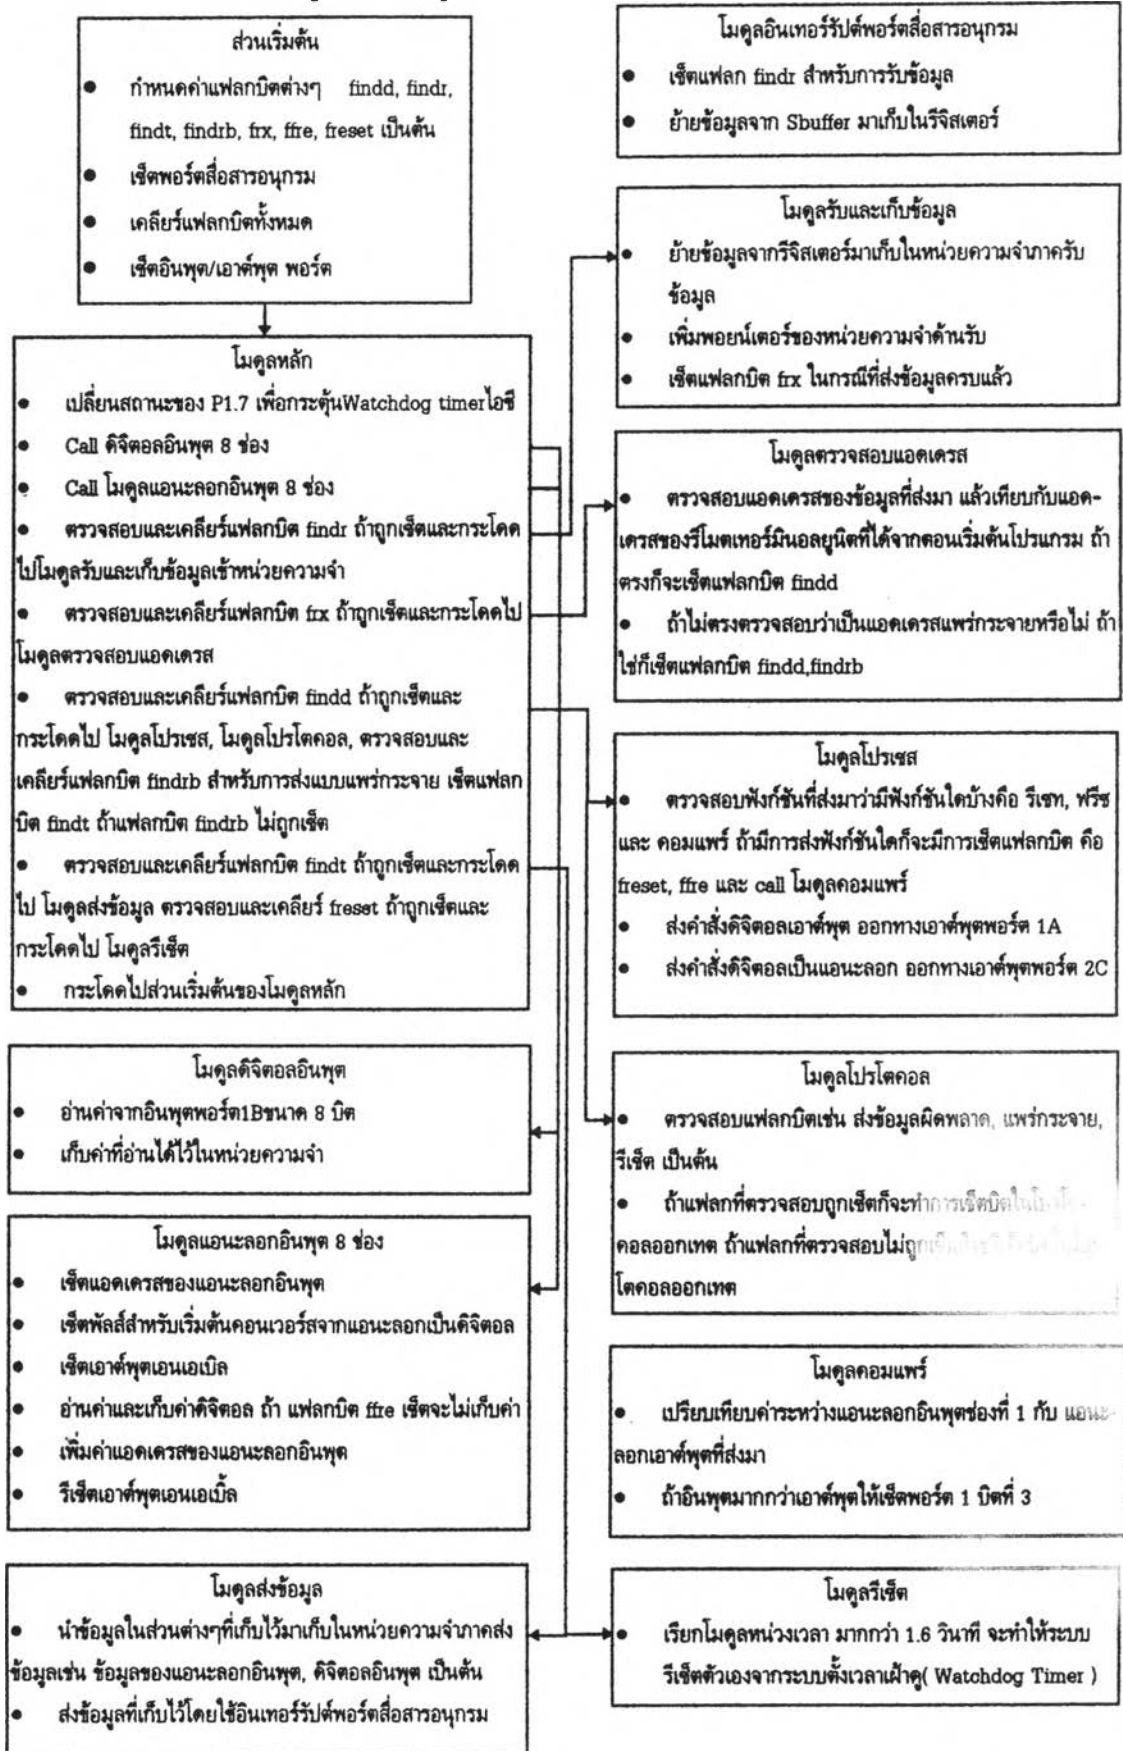 ส่วนเริ่มต้น
● กำหนดค่าแฟลกบิตต่างๆ findd, findr,
findt, findrb, frx, ffre, freset เป็นต้น
● เซ็ตพอร์ตสื่อสารอนุกรม
● เคลียร์แฟลกบิตทั้งหมด
● เซ็ตอินพุต/เอาต์พุต พอร์ต
โมดูลหลัก
● เปลี่ยนสถานะของ P1.7 เพื่อกระตุ้นWatchdog timerไอซี
● Call ดิจิตอลอินพุต 8 ช่อง
● Call โมดูลแอนะลอกอินพุต 8 ช่อง
● ตรวจสอบและเคลียร์แฟลกบิต findr ถ้าถูกเซ็ตและกระโดด
ไปโมดูลรับและเก็บข้อมูลเข้าหน่วยความจำ
● ตรวจสอบและเคลียร์แฟลกบิต frx ถ้าถูกเซ็ตและกระโดดไป
โมดูลตรวจสอบแอดเดรส
● ตรวจสอบและเคลียร์แฟลกบิต findd ถ้าถูกเซ็ตและ
กระโดดไป โมดูลโปรเซส, โมดูลโปรโตคอล, ตรวจสอบและ
เคลียร์แฟลกบิต findrb สำหรับการส่งแบบแพร่กระจาย เซ็ตแฟลก
บิต findt ถ้าแฟลกบิต findrb ไม่ถูกเซ็ต
● ตรวจสอบและเคลียร์แฟลกบิต findt ถ้าถูกเซ็ตและกระโดด
ไป โมดูลส่งข้อมูล ตรวจสอบและเคลียร์ freset ถ้าถูกเซ็ตและ
กระโดดไป โมดูลรีเซ็ต
● กระโดดไปส่วนเริ่มต้นของโมดูลหลัก
โมดูลดิจิตอลอินพุต
● อ่านค่าจากอินพุตพอร์ต1Bขนาด 8 บิต
● เก็บค่าที่อ่านได้ไว้ในหน่วยความจำ
โมดูลแอนะลอกอินพุต 8 ช่อง
● เซ็ตแอดเดรสของแอนะลอกอินพุต
● เซ็ตพัลส์สำหรับเริ่มต้นคอนเวอร์สจากแอนะลอกเป็นดิจิตอล
● เซ็ตเอาต์พุตเอนเอเบิล
● อ่านค่าและเก็บค่าดิจิตอล ถ้า แฟลกบิต ffre เซ็ตจะไม่เก็บค่า
● เพิ่มค่าแอดเดรสของแอนะลอกอินพุต
● รีเซ็ตเอาต์พุตเอนเอเบิ้ล
โมดูลส่งข้อมูล
● นำข้อมูลในส่วนต่างๆที่เก็บไว้มาเก็บในหน่วยความจำภาคส่ง
ข้อมูลเช่น ข้อมูลของแอนะลอกอินพุต, ดิจิตอลอินพุต เป็นต้น
● ส่งข้อมูลที่เก็บไว้โดยใช้อินเทอร์รัปต์พอร์ตสื่อสารอนุกรม
โมดูลอินเทอร์รัปต์พอร์ตสื่อสารอนุกรม
● เซ็ตแฟลก findr สำหรับการรับข้อมูล
● ย้ายข้อมูลจาก Sbuffer มาเก็บในรีจิสเตอร์
โมดูลรับและเก็บข้อมูล
● ย้ายข้อมูลจากรีจิสเตอร์มาเก็บในหน่วยความจำภาครับ
ข้อมูล
● เพิ่มพอยน์เตอร์ของหน่วยความจำด้านรับ
● เซ็ตแฟลกบิต frx ในกรณีที่ส่งข้อมูลครบแล้ว
โมดูลตรวจสอบแอดเดรส
● ตรวจสอบแอดเดรสของข้อมูลที่ส่งมา แล้วเทียบกับแอด-
เดรสของรีโมตเทอร์มินอลยูนิตที่ได้จากตอนเริ่มต้นโปรแกรม ถ้า
ตรงก็จะเซ็ตแฟลกบิต findd
● ถ้าไม่ตรงตรวจสอบว่าเป็นแอดเดรสแพร่กระจายหรือไม่ ถ้า
ใช่ก็เซ็ตแฟลกบิต findd,findrb
โมดูลโปรเซส
● ตรวจสอบฟังก์ชันที่ส่งมาว่ามีฟังก์ชันใดบ้างคือ รีเซท, ฟรีซ
และ คอมแพร์ ถ้ามีการส่งฟังก์ชันใดก็จะมีการเซ็ตแฟลกบิต คือ
freset, ffre และ call โมดูลคอมแพร์
● ส่งคำสั่งดิจิตอลเอาต์พุต ออกทางเอาต์พุตพอร์ต 1A
● ส่งคำสั่งดิจิตอลเป็นแอนะลอก ออกทางเอาต์พุตพอร์ต 2C
โมดูลโปรโตคอล
● ตรวจสอบแฟลกบิตเช่น ส่งข้อมูลผิดพลาด, แพร่กระจาย,
รีเซ็ต เป็นต้น
● ถ้าแฟลกที่ตรวจสอบถูกเซ็ตก็จะทำการเซ็ตบิตใน
คอลออกเทต ถ้าแฟลกที่ตรวจสอบไม่ถูก
โตคอลออกเทต
โมดูลคอมแพร์
● เปรียบเทียบค่าระหว่างแอนะลอกอินพุตช่องที่ 1 กับ แอนะ-
ลอกเอาต์พุตที่ส่งมา
● ถ้าอินพุตมากกว่าเอาต์พุตให้เซ็ตพอร์ต 1 บิตที่ 3
โมดูลรีเซ็ต
● เรียกโมดูลหน่วงเวลา มากกว่า 1.6 วินาที จะทำให้ระบบ
รีเซ็ตตัวเองจากระบบตั้งเวลาเฝ้าดู( Watchdog Timer )